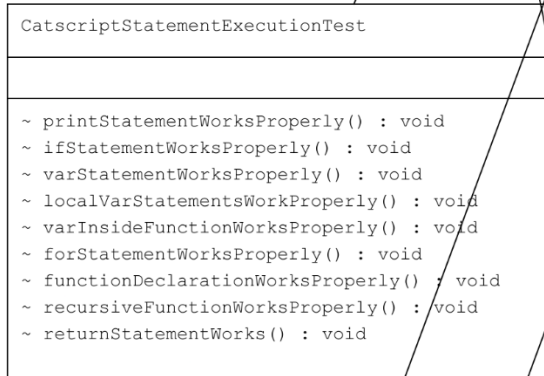 CatscriptStatementExecutionTest
~ printStatementWorksProperly() : void
~ ifStatementWorksProperly() : void
~ varStatementWorksProperly() : void
~ localVarStatementsWorkProperly() : void
~ varInsideFunctionWorksProperly() : void
~ forStatementWorksProperly() : void
~ functionDeclarationWorksProperly() : void
~ recursiveFunctionWorksProperly() : void
~ returnStatementWorks() : void